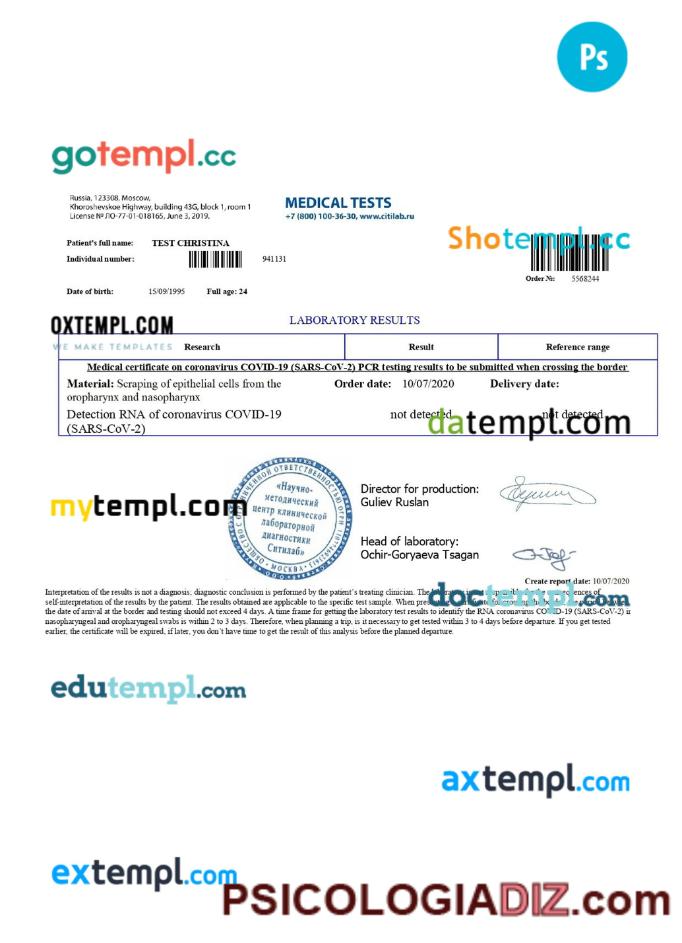 Ps
gotempl.cc
Russia, 123308, Moscow,
Khoroshevskoe Highway, building 43G, block 1, room 1
License № ЛО-77-01-018165, June 3, 2019.
MEDICAL TESTS
+7 (800) 100-36-30, www.citilab.ru
Shotempl.cc
Patient's full name: TEST CHRISTINA
Individual number: 941131
Order №: 5568244
Date of birth: 15/09/1995 Full age: 24
OXTEMPL.COM
WE MAKE TEMPLATES
LABORATORY RESULTS
Research Result Reference range
Medical certificate on coronavirus COVID-19 (SARS-CoV-2) PCR testing results to be submitted when crossing the border
Material: Scraping of epithelial cells from the oropharynx and nasopharynx
Order date: 10/07/2020 Delivery date:
Detection RNA of coronavirus COVID-19 (SARS-CoV-2)
not detected not detected
datempl.com
mytempl.com
«Научно-
методический
центр клинической
лабораторной
диагностики
Ситилаб»
МОСКВА
Director for production:
Guliev Ruslan
Head of laboratory:
Ochir-Goryaeva Tsagan
Create report date: 10/07/2020
Interpretation of the results is not a diagnosis; diagnostic conclusion is performed by the patient's treating clinician. The
self-interpretation of the results by the patient. The results obtained are applicable to the specific test sample. When
doctempl.com
the date of arrival at the border and testing should not exceed 4 days. A time frame for getting the laboratory test results to identify the RNA coronavirus COVID-19 (SARS-CoV-2) in
nasopharyngeal and oropharyngeal swabs is within 2 to 3 days. Therefore, when planning a trip, is it necessary to get tested within 3 to 4 days before departure. If you get tested
earlier, the certificate will be expired, if later, you don't have time to get the result of this analysis before the planned departure.
edutempl.com
axtempl.com
extempl.com
PSICOLOGIADIZ.com